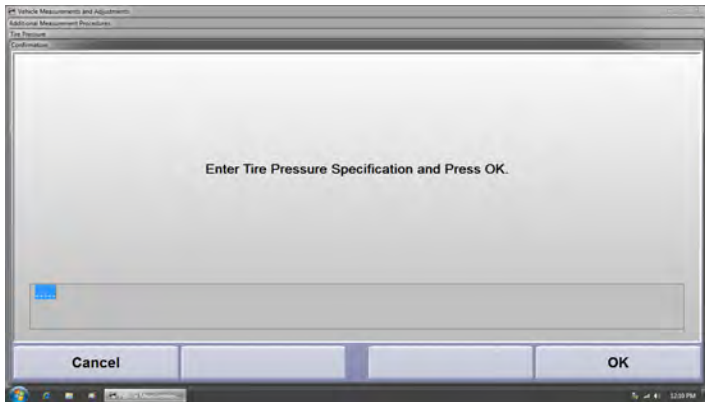 Vehicle Measurements and Adjustments
Additional Measurement Procedures
Tire Pressure
Confirmation
Enter Tire Pressure Specification and Press OK.
Cancel
OK